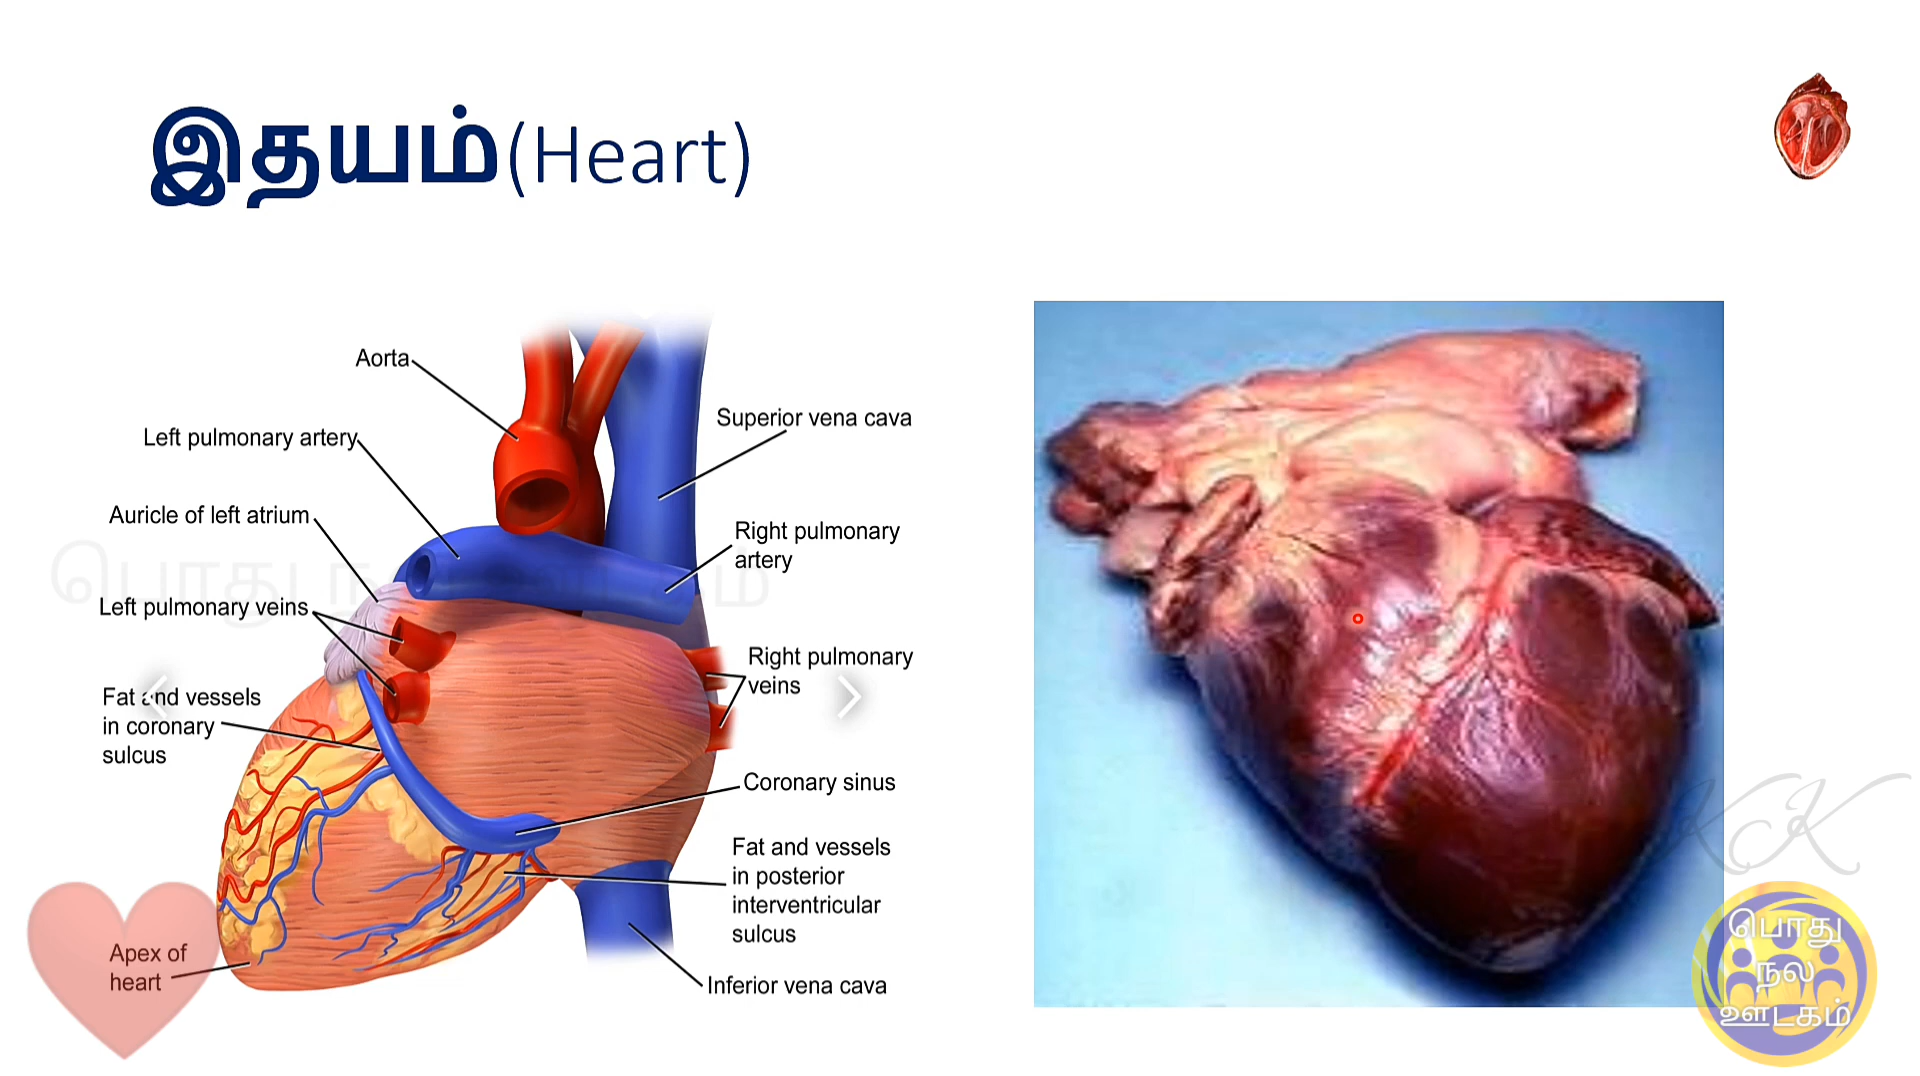 இதயம்(Heart)
Aorta
Left pulmonary artery
Auricle of left atrium
Left pulmonary veins
Fat and vessels
in coronary
sulcus
Apex of
heart
Superior vena cava
Right pulmonary
artery
Right pulmonary
veins
Coronary sinus
Fat and vessels
in posterior
interventricular
sulcus
Inferior vena cava
KK
பொது
நல
ஊடகம்